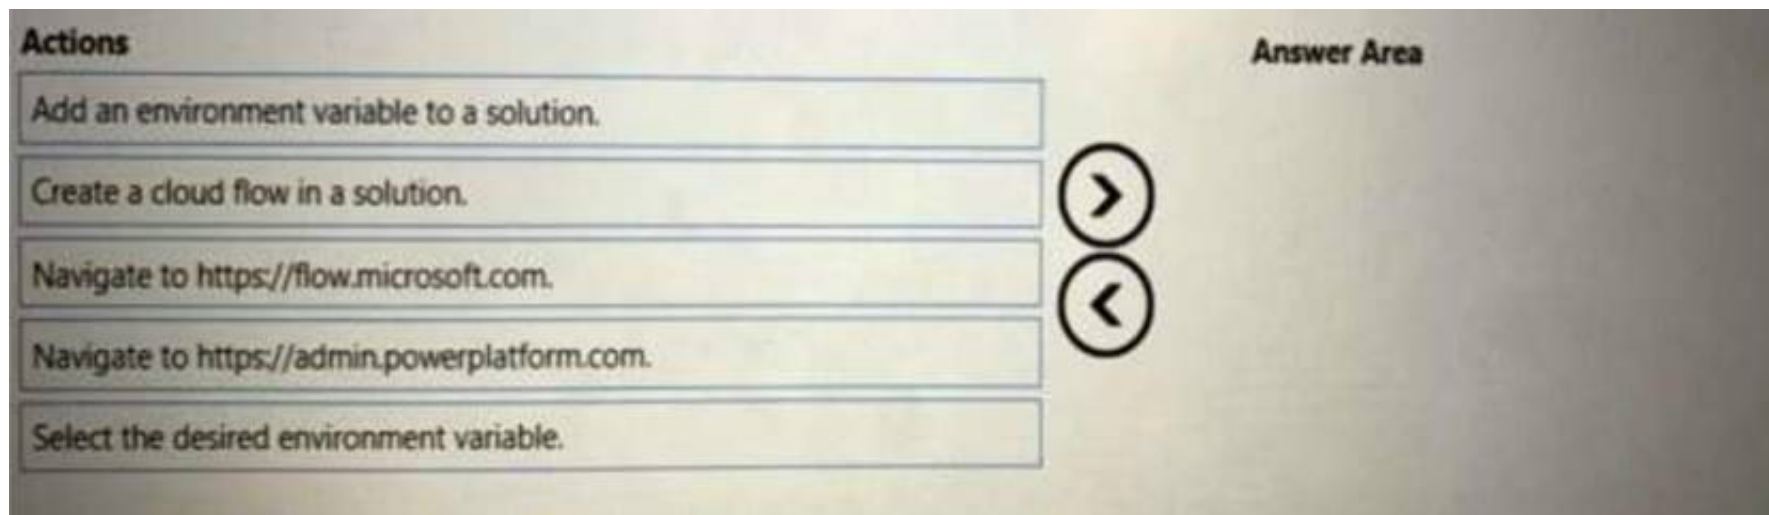 Actions
Answer Area
Add an environment variable to a solution.
Create a cloud flow in a solution.
Navigate to https://flow.microsoft.com.
Navigate to https://admin.powerplatform.com.
Select the desired environment variable.